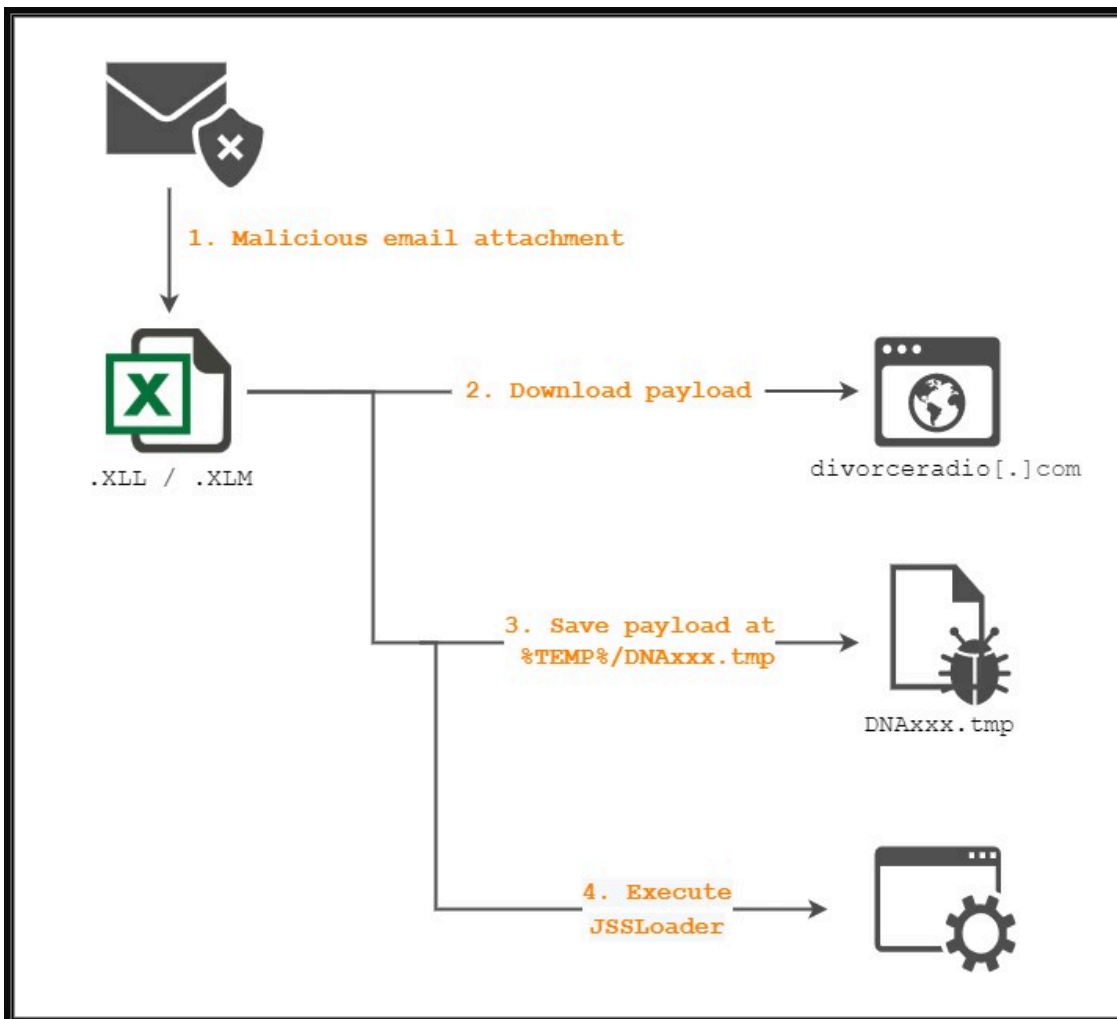 1. Malicious email attachment
2. Download payload
.XLL / .XLM
divorceradio[.]com
3. Save payload at
%TEMP%/DNAxxx.tmp
DNAxxx.tmp
4. Execute
JSSLoader